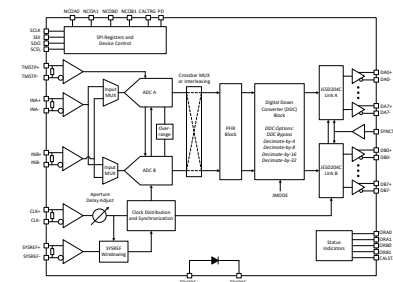 NCOA0 NCOA1 NCOB0 NCOB1 CALTRG PD
SCLK
SDI
SDO
SCS
SPI Registers and
Device Control
TMSTP+
TMSTP-
INA+
INA-
Input
MUX
ADC A
Crossbar MUX
or Interleaving
Over-
range
PFIR
Block
Digital Down
Converter (DDC)
Block
DDC Options:
DDC Bypass
Decimate-by-4
Decimate-by-8
Decimate-by-16
Decimate-by-32
JMODE
JESD204C
Link A
DA0+
DA0-
DA7+
DA7-
SYNC
INB+
INB-
Input
MUX
ADC B
JESD204C
Link B
DB0+
DB0-
DB7+
DB7-
Aperture
Delay Adjust
CLK+
CLK-
Clock Distribution
and Synchronization
SYSREF+
SYSREF-
SYSREF
Windowing
Status
Indicators
ORA0
ORA1
ORB0
ORB1
CALST